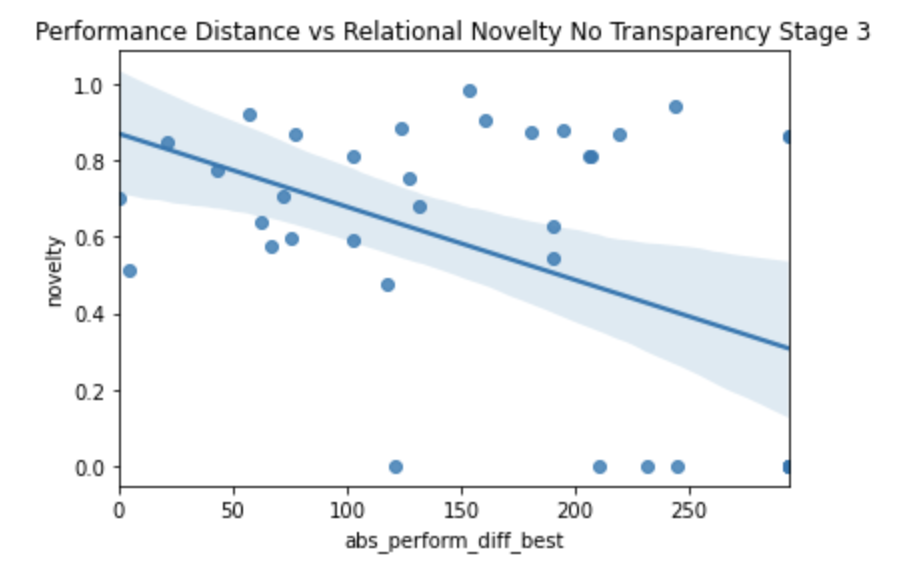 Performance Distance vs Relational Novelty No Transparency Stage 3
1.0
0.8
0.6
0.4
0.2
0.0
novelty
0 50 100 150 200 250
abs_perform_diff_best